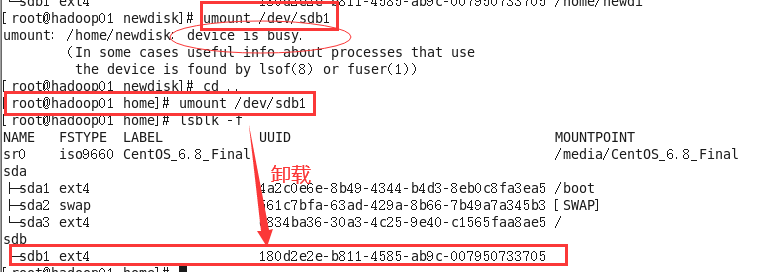 └─sdb1 ext4 180d2e2e-b811-4585-ab9c-007950733705 /home/newdi
[root@hadoop01 newdisk]# umount /dev/sdb1
umount: /home/newdisk: device is busy.
(In some cases useful info about processes that use
the device is found by lsof(8) or fuser(1))
[root@hadoop01 newdisk]# cd ..
[root@hadoop01 home]# umount /dev/sdb1
[root@hadoop01 home]# lsblk -f
NAME FSTYPE LABEL UUID MOUNTPOINT
sr0 iso9660 CentOS_6.8_Final /media/CentOS_6.8_Final
sda
卸载
├─sda1 ext4 4a2c0e6e-8b49-4344-b4d3-8eb0c8fa3ea5 /boot
├─sda2 swap 561c7bfa-63ad-429a-8b66-7b49a7a345b3 [SWAP]
└─sda3 ext4 6834ba36-30a3-4c25-9e40-c1565faa8ae5 /
sdb
└─sdb1 ext4 180d2e2e-b811-4585-ab9c-007950733705
[root@hadoop01 home]#